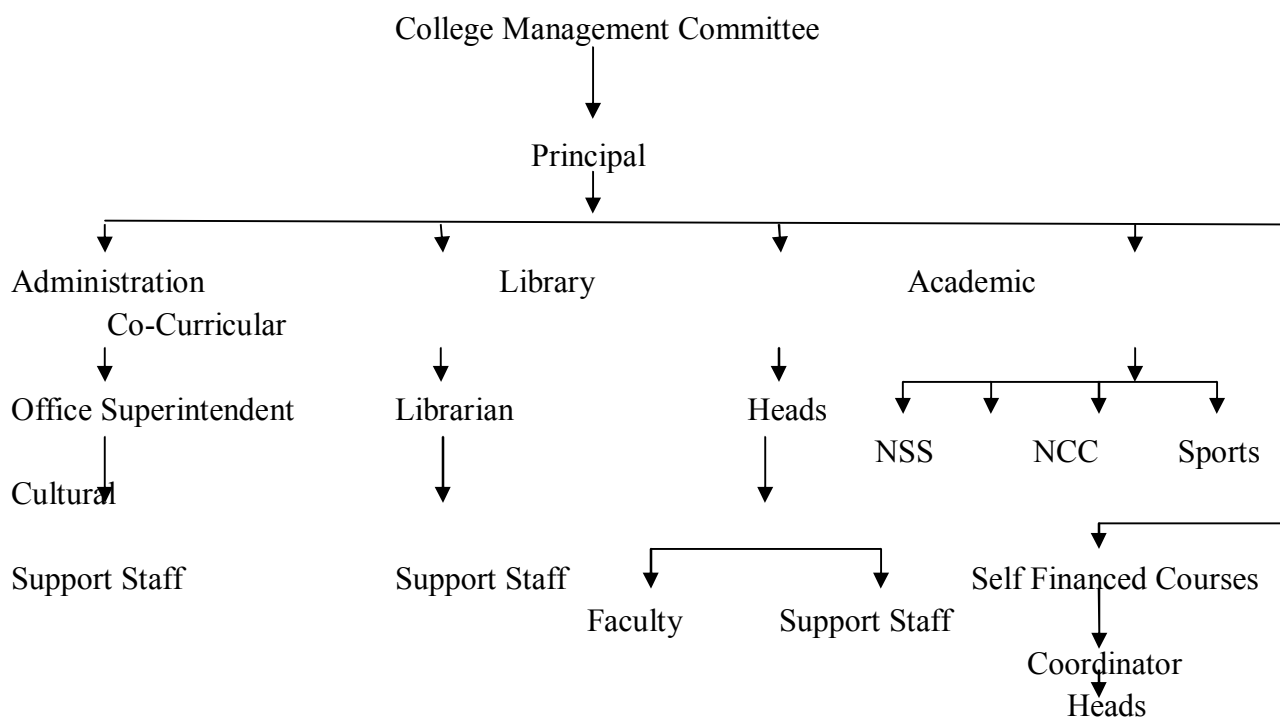 College Management Committee
Principal
Administration Library Academic
Co-Curricular
Office Superintendent Librarian Heads
NSS NCC Sports
Cultural
Support Staff Support Staff Self Financed Courses
Faculty Support Staff
Coordinator
Heads